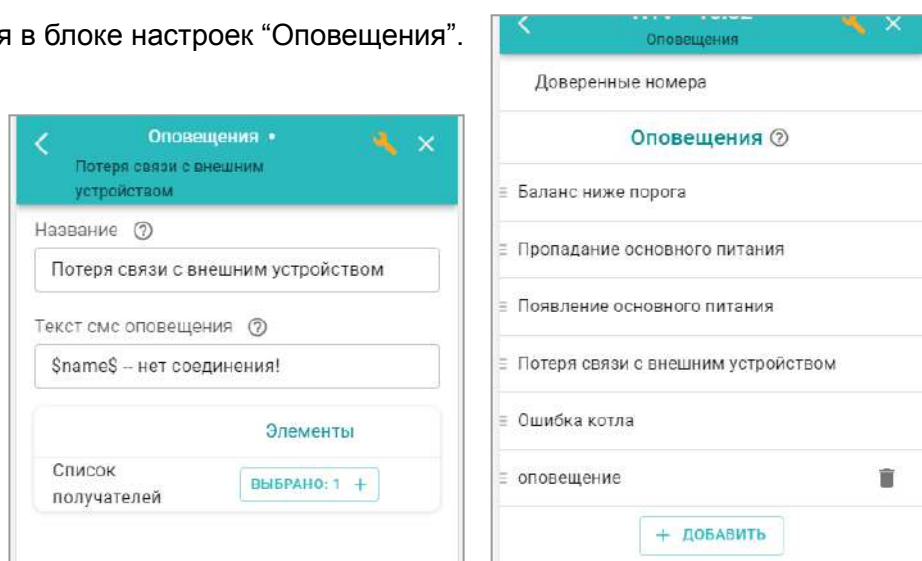 я в блоке настроек “Оповещения”.
Оповещения •
Потеря связи с внешним
устройством
Название
Потеря связи с внешним устройством
Текст смс оповещения
$name$ -- нет соединения!
Элементы
Список
получателей
ВЫБРАНО: 1 +
Оповещения
Доверенные номера
Оповещения
Баланс ниже порога
Пропадание основного питания
Появление основного питания
Потеря связи с внешним устройством
Ошибка котла
оповещение
+ ДОБАВИТЬ